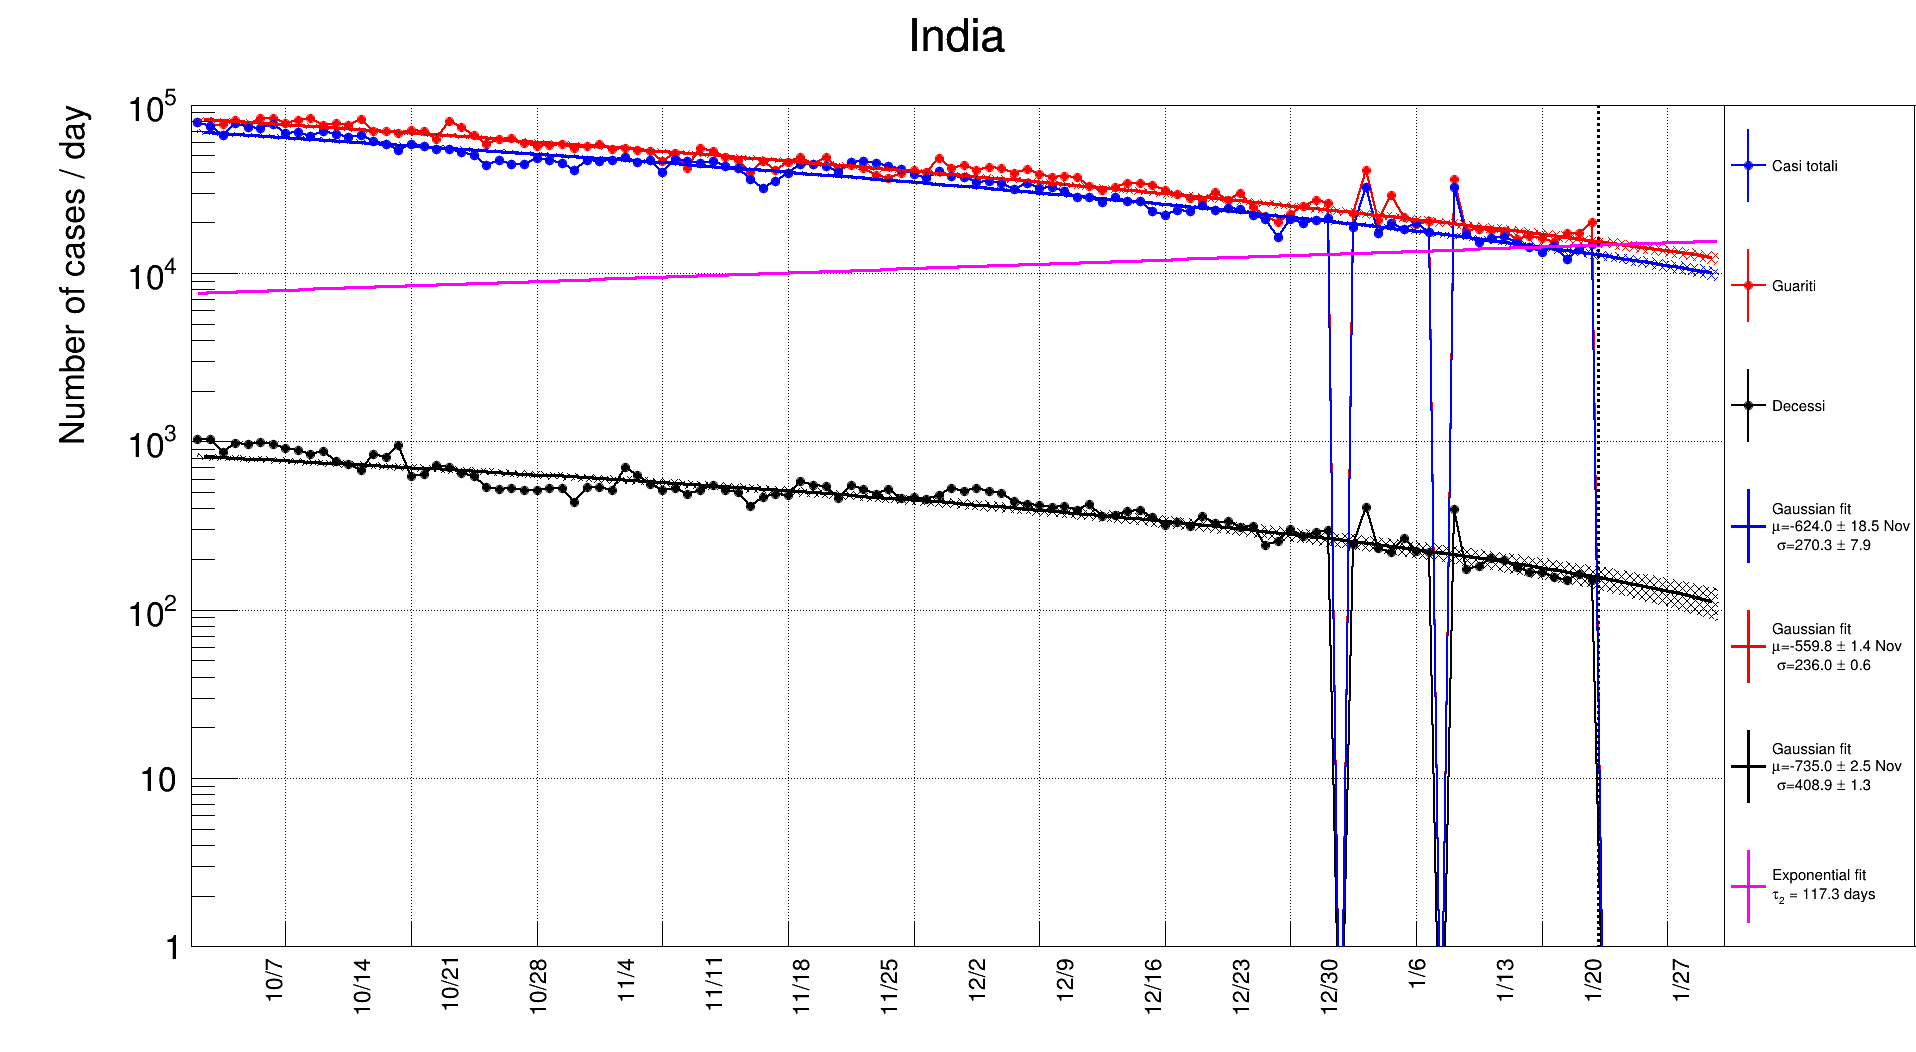 India
Number of cases / day
10^5
10^4
10^3
10^2
10
1
10/7
10/14
10/21
10/28
11/4
11/11
11/18
11/25
12/2
12/9
12/16
12/23
12/30
1/6
1/13
1/20
1/27
Casi totali
Guariti
Decessi
Gaussian fit
μ=-624.0 ± 18.5 Nov
σ=270.3 ± 7.9
Gaussian fit
μ=-559.8 ± 1.4 Nov
σ=236.0 ± 0.6
Gaussian fit
μ=-735.0 ± 2.5 Nov
σ=408.9 ± 1.3
Exponential fit
τ₂ = 117.3 days